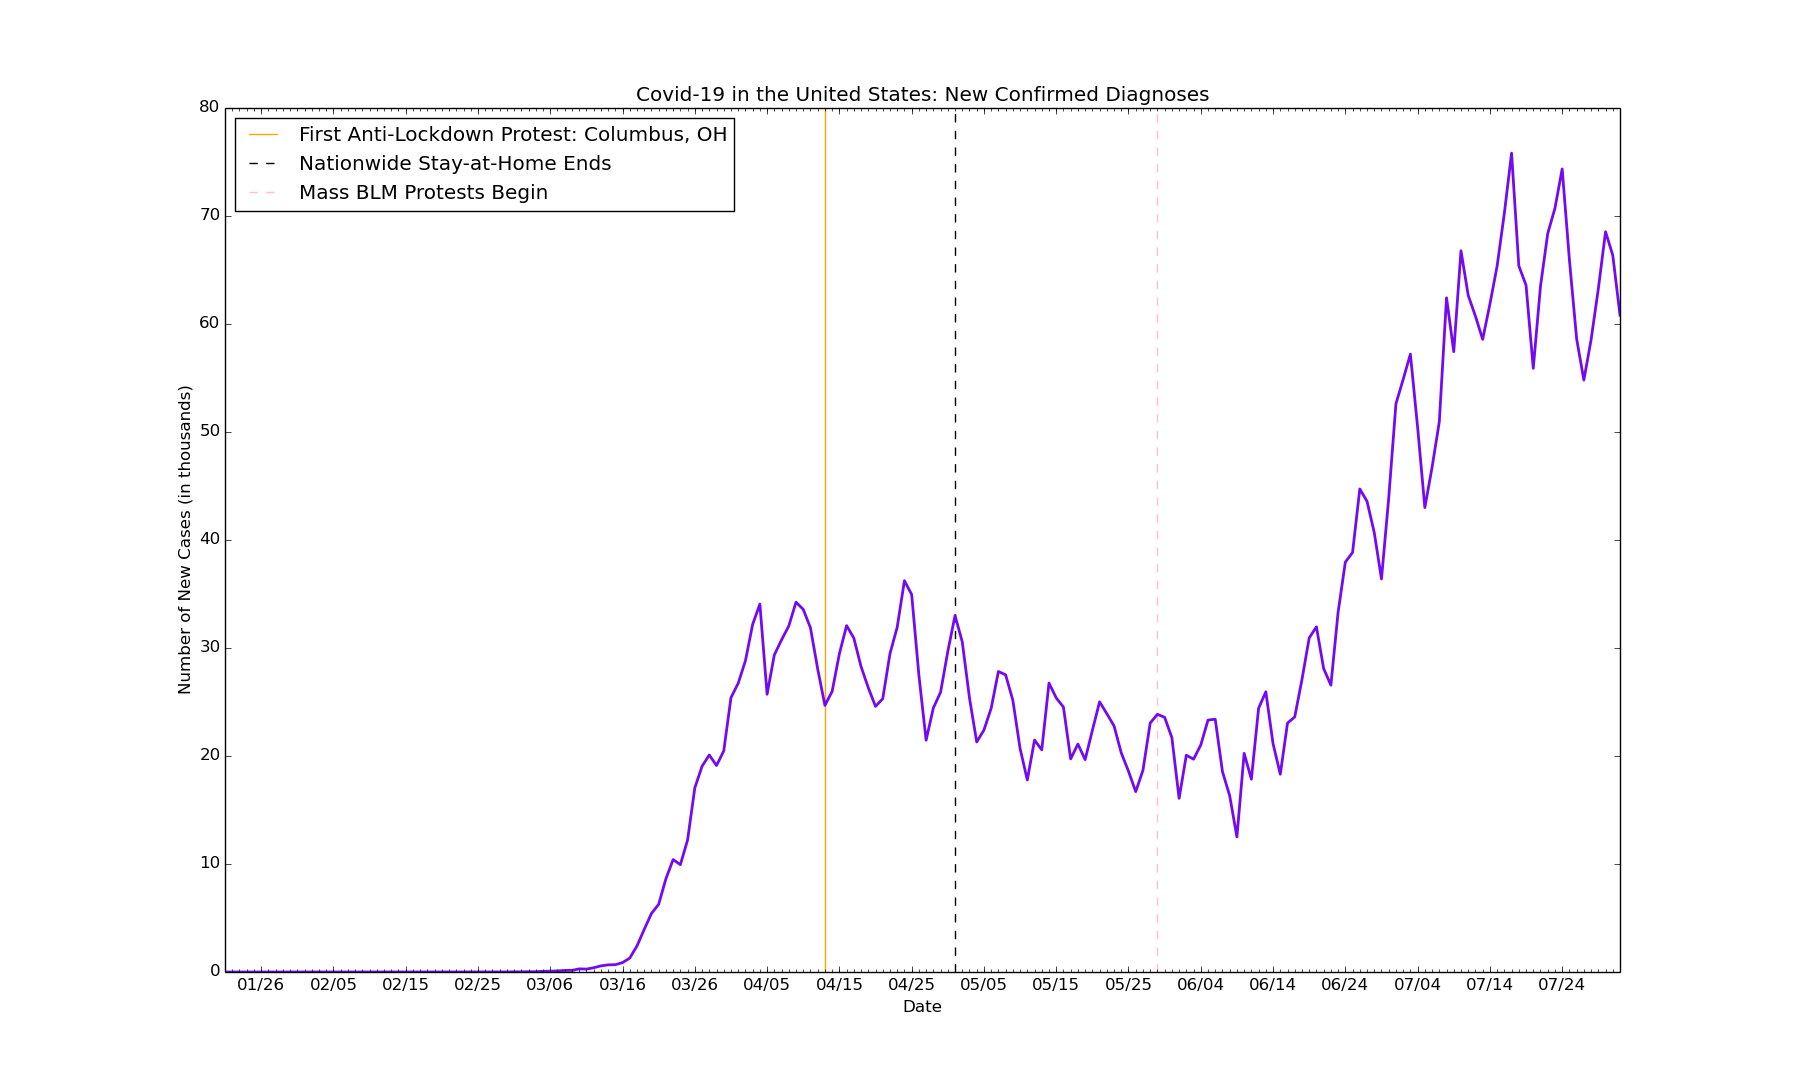 Covid-19 in the United States: New Confirmed Diagnoses
First Anti-Lockdown Protest: Columbus, OH
Nationwide Stay-at-Home Ends
Mass BLM Protests Begin
Number of New Cases (in thousands)
80
70
60
50
40
30
20
10
0
01/26 02/05 02/15 02/25 03/06 03/16 03/26 04/05 04/15 04/25 05/05 05/15 05/25 06/04 06/14 06/24 07/04 07/14 07/24
Date